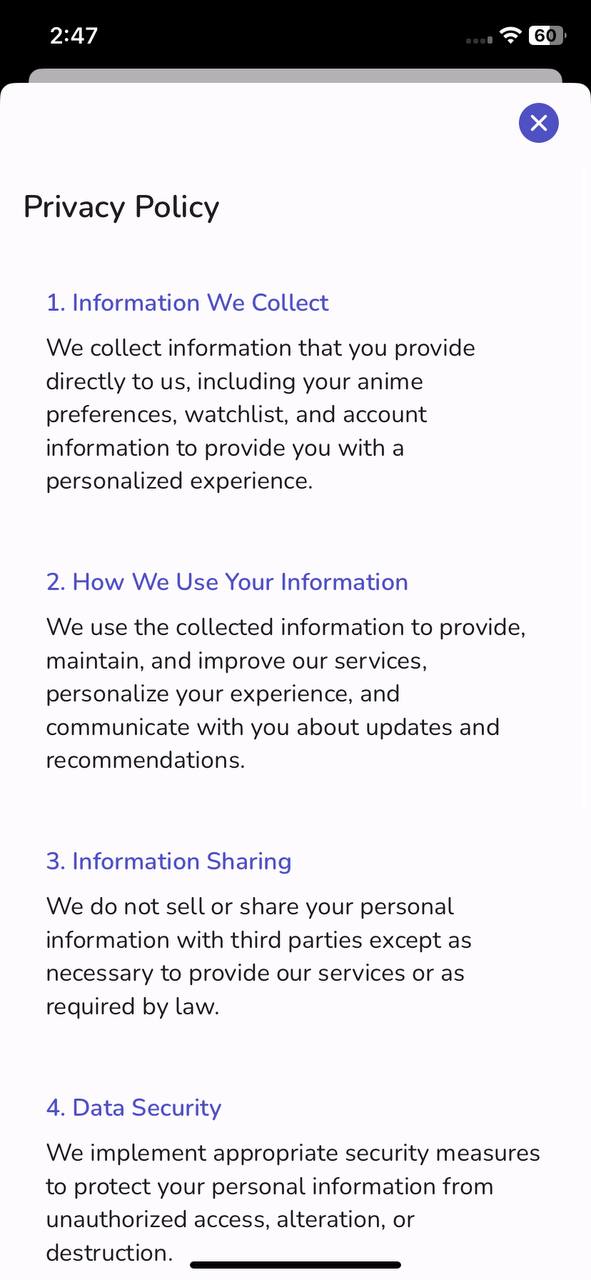 2:47
60
Privacy Policy
1. Information We Collect
We collect information that you provide
directly to us, including your anime
preferences, watchlist, and account
information to provide you with a
personalized experience.
2. How We Use Your Information
We use the collected information to provide,
maintain, and improve our services,
personalize your experience, and
communicate with you about updates and
recommendations.
3. Information Sharing
We do not sell or share your personal
information with third parties except as
necessary to provide our services or as
required by law.
4. Data Security
We implement appropriate security measures
to protect your personal information from
unauthorized access, alteration, or
destruction.